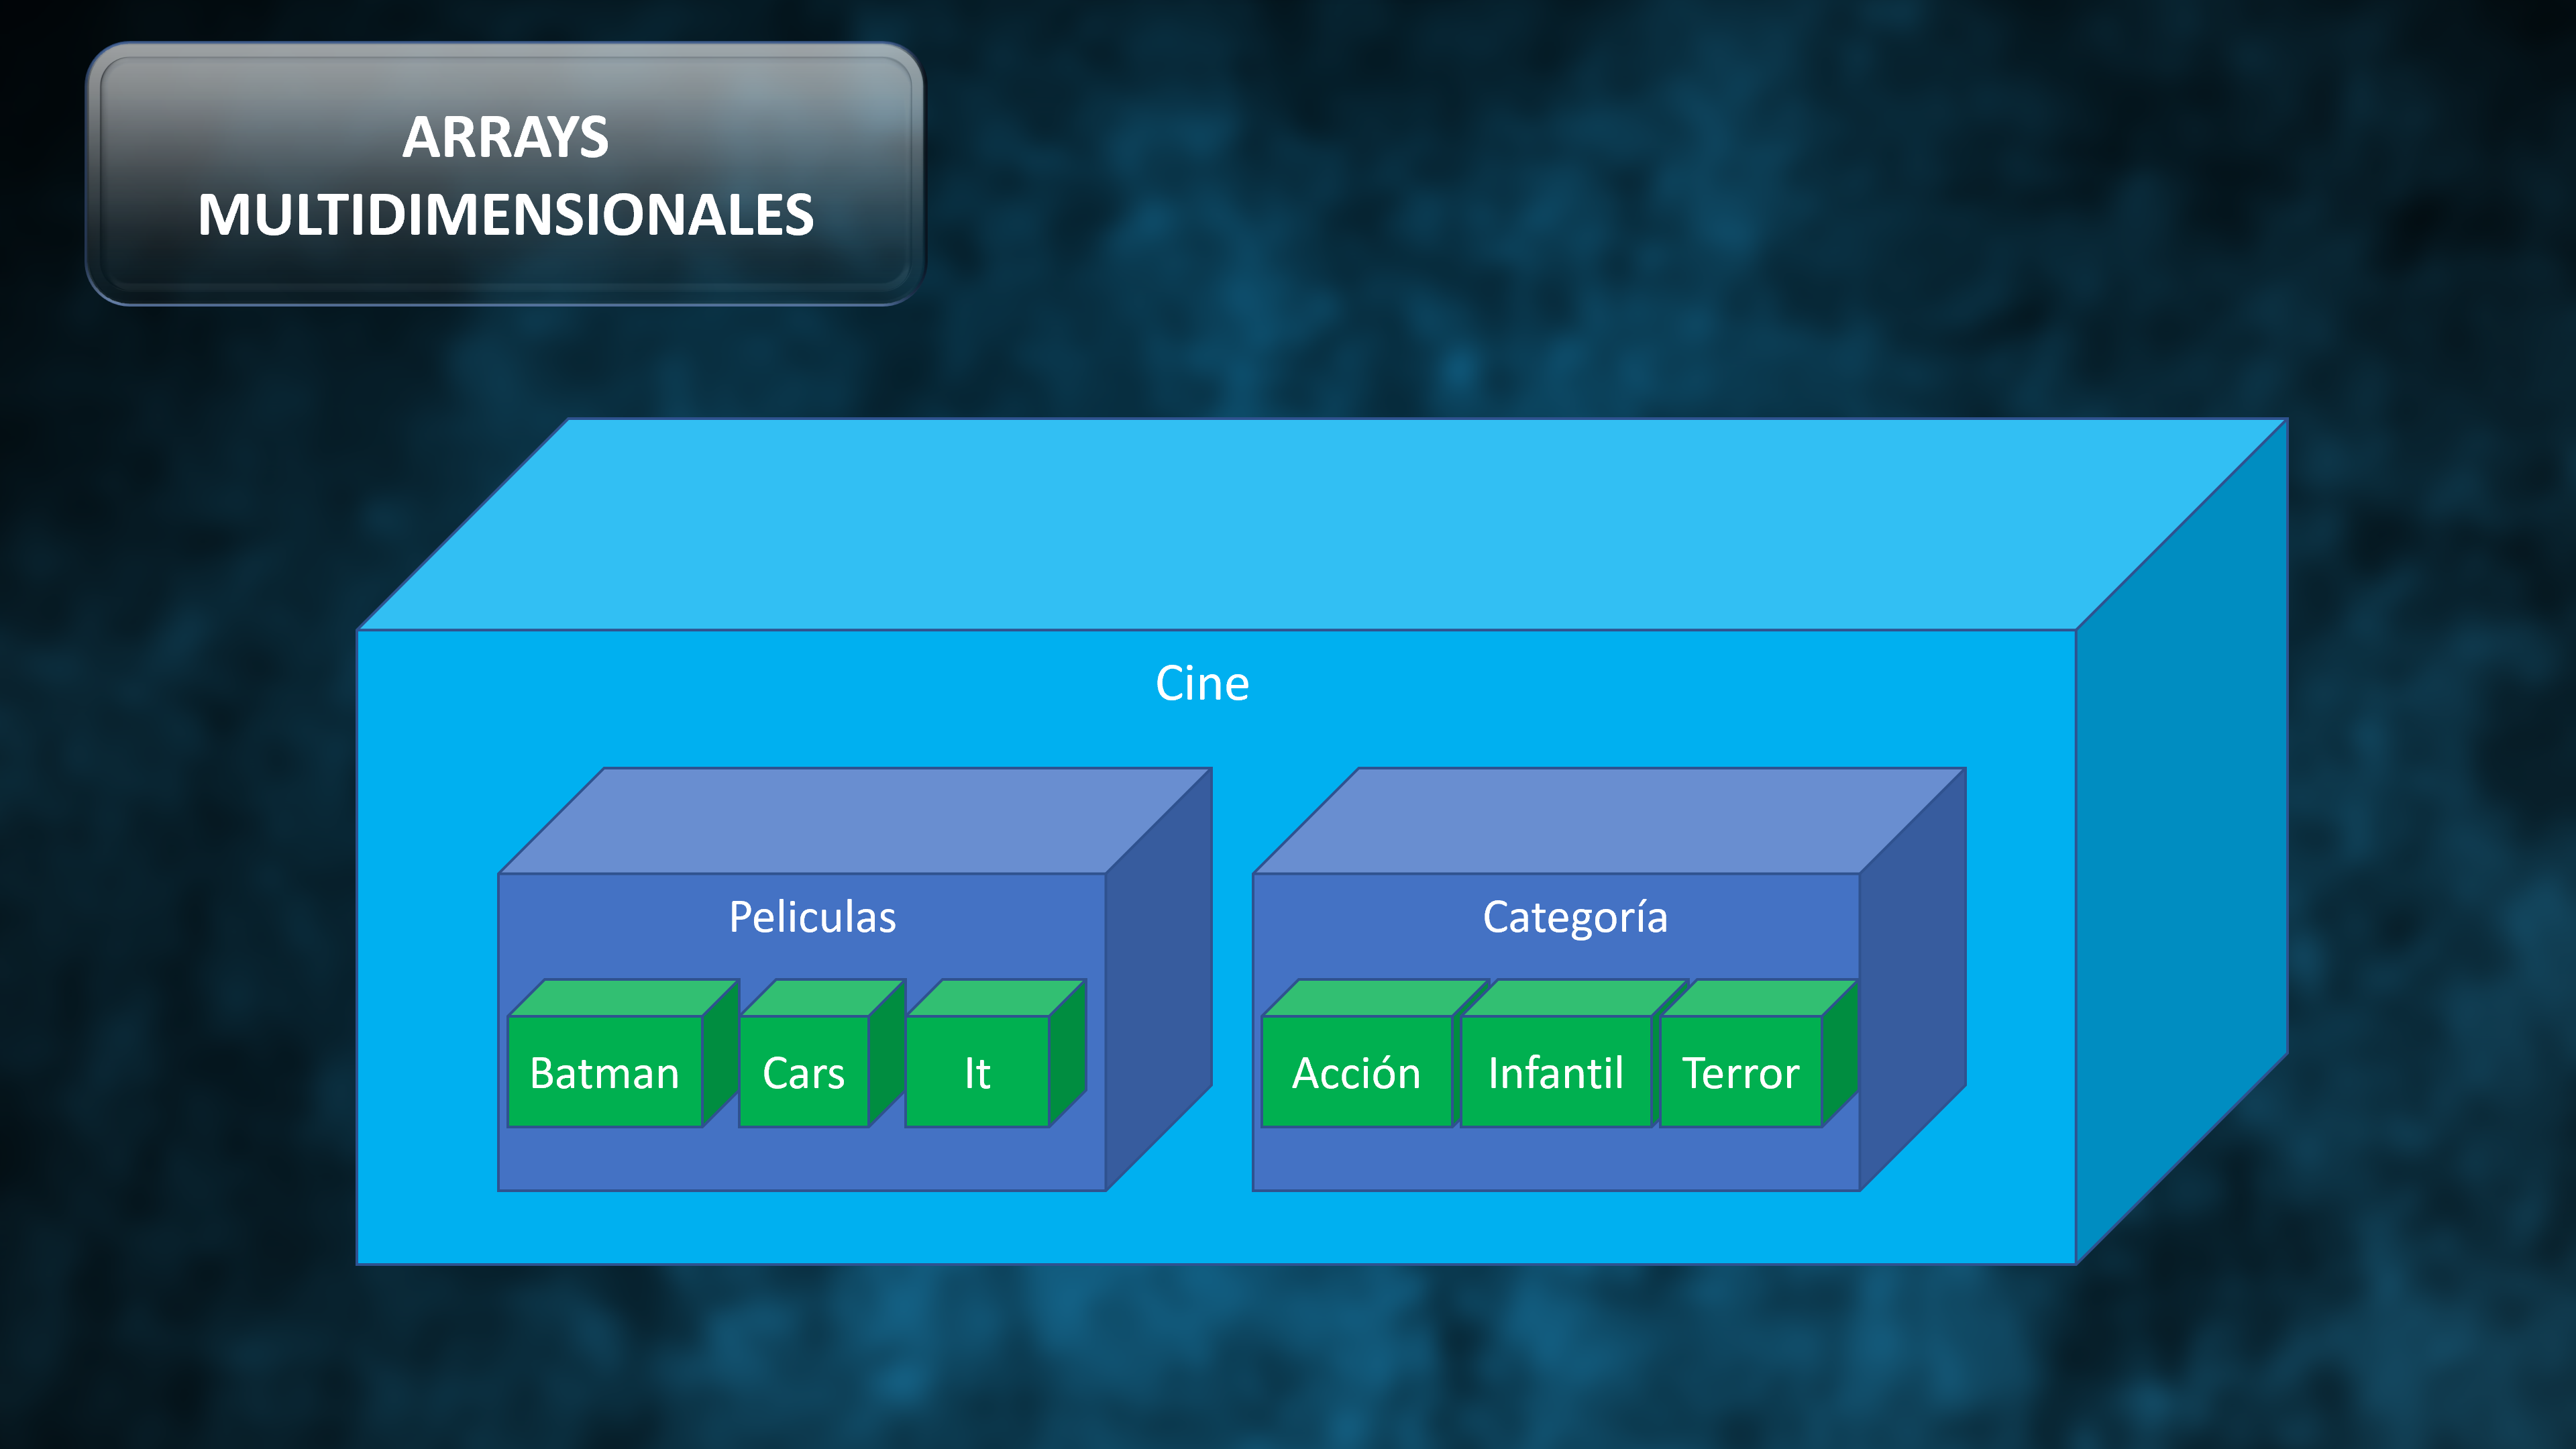 ARRAYS
MULTIDIMENSIONALES
Cine
Peliculas
Batman
Cars
It
Categoría
Acción
Infantil
Terror